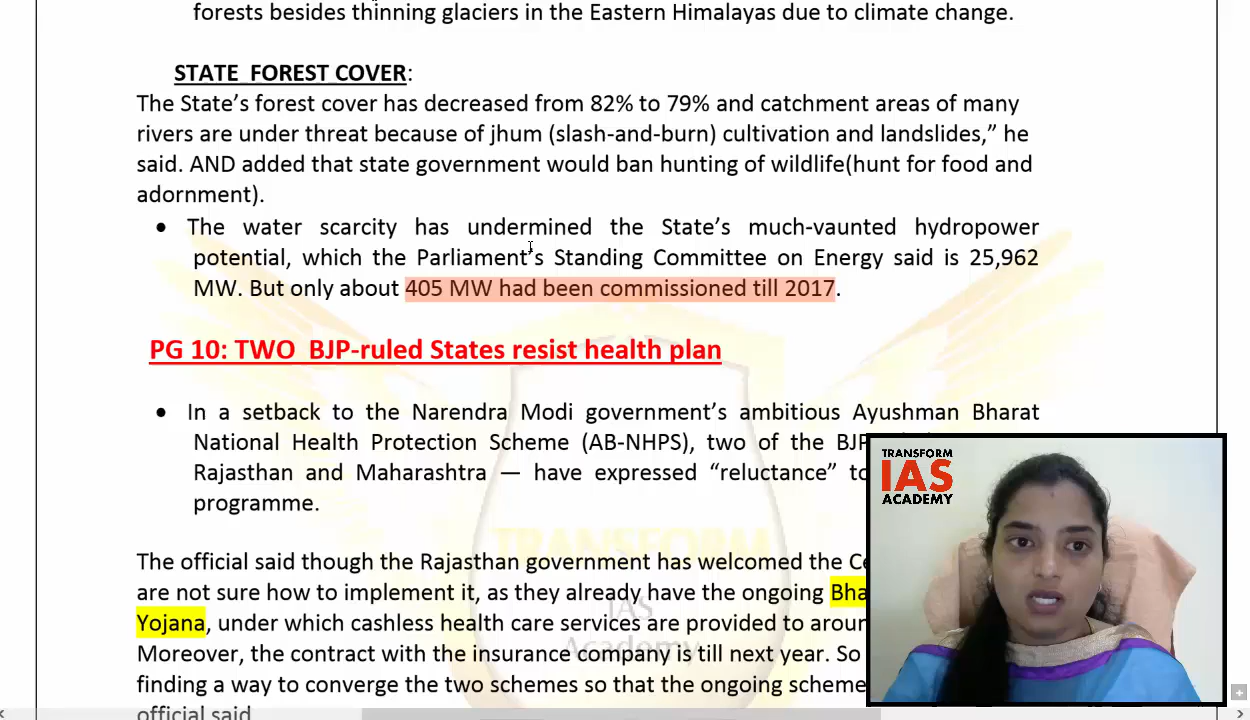 forests besides thinning glaciers in the Eastern Himalayas due to climate change.
STATE FOREST COVER:
The State’s forest cover has decreased from 82% to 79% and catchment areas of many
rivers are under threat because of jhum (slash-and-burn) cultivation and landslides,” he
said. AND added that state government would ban hunting of wildlife(hunt for food and
adornment).
• The water scarcity has undermined the State’s much-vaunted hydropower
potential, which the Parliament’s Standing Committee on Energy said is 25,962
MW. But only about 405 MW had been commissioned till 2017.
PG 10: TWO BJP-ruled States resist health plan
• In a setback to the Narendra Modi government’s ambitious Ayushman Bharat
National Health Protection Scheme (AB-NHPS), two of the BJP
Rajasthan and Maharashtra — have expressed “reluctance” to
programme.
The official said though the Rajasthan government has welcomed the
are not sure how to implement it, as they already have the ongoing
Yojana, under which cashless health care services are provided to
Moreover, the contract with the insurance company is till next year. So
finding a way to converge the two schemes so that the ongoing scheme
official said
TRANSFORM
IAS
Academy
TRANSFORM
IAS
ACADEMY